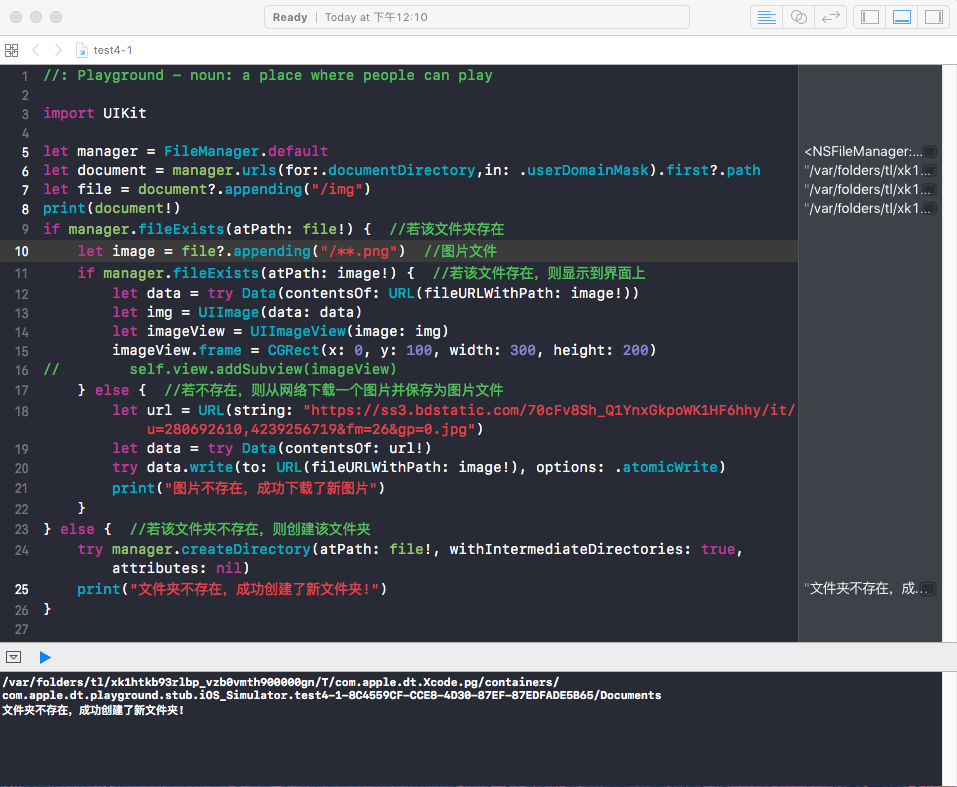 Ready | Today at 下午12:10
test4-1
1 //: Playground - noun: a place where people can play
2
3 import UIKit
4
5 let manager = FileManager.default
<NSFileManager:...
6 let document = manager.urls(for:.documentDirectory,in: .userDomainMask).first?.path
"/var/folders/tl/xk1...
7 let file = document?.appending("/img")
"/var/folders/tl/xk1...
8 print(document!)
"/var/folders/tl/xk1...
9 if manager.fileExists(atPath: file!) {  //若该文件夹存在
10     let image = file?.appending("/**.png")  //图片文件
11     if manager.fileExists(atPath: image!) {  //若该文件存在，则显示到界面上
12         let data = try Data(contentsOf: URL(fileURLWithPath: image!))
13         let img = UIImage(data: data)
14         let imageView = UIImageView(image: img)
15         imageView.frame = CGRect(x: 0, y: 100, width: 300, height: 200)
16 //        self.view.addSubview(imageView)
17     } else {  //若不存在，则从网络下载一个图片并保存为图片文件
18         let url = URL(string: "https://ss3.bdstatic.com/70cFv8Sh_Q1YnxGkpoWK1HF6hhy/it/
u=280692610,4239256719&fm=26&gp=0.jpg")
19         let data = try Data(contentsOf: url!)
20         try data.write(to: URL(fileURLWithPath: image!), options: .atomicWrite)
21         print("图片不存在，成功下载了新图片")
22     }
23 } else {  //若该文件夹不存在，则创建该文件夹
24     try manager.createDirectory(atPath: file!, withIntermediateDirectories: true,
attributes: nil)
25     print("文件夹不存在，成功创建了新文件夹!")
"文件夹不存在，成...
26 }
27
/var/folders/tl/xk1htkb93rlbp_vzb0vmth900000gn/T/com.apple.dt.Xcode.pg/containers/
com.apple.dt.playground.stub.iOS_Simulator.test4-1-8C4559CF-CCE8-4D30-87EF-87EDFADE5B65/Documents
文件夹不存在，成功创建了新文件夹!